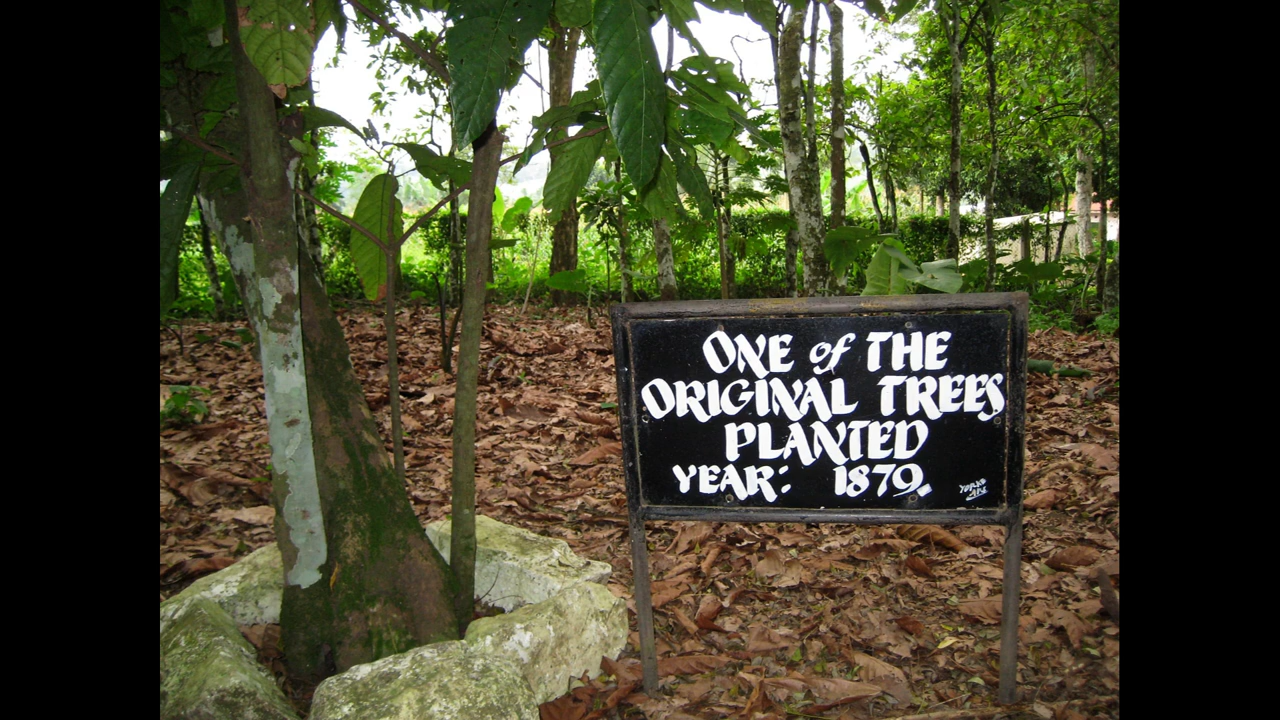 ONE of THE
ORIGINAL TREES
PLANTED
YEAR: 1879.